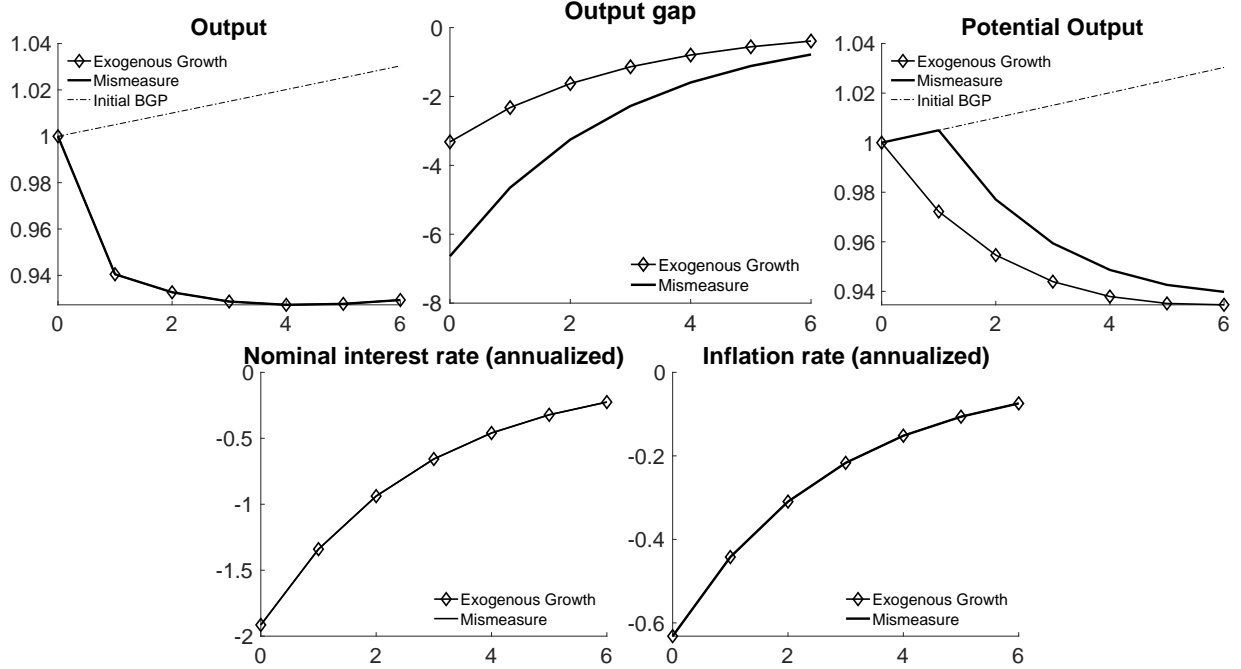 Output
1.04
1.02
1
0.98
0.96
0.94
0 2 4 6
Exogenous Growth
Mismeasure
Initial BGP
Output gap
0
-2
-4
-6
-8
0 2 4 6
Exogenous Growth
Mismeasure
Potential Output
1.04
1.02
1
0.98
0.96
0.94
0 2 4 6
Exogenous Growth
Mismeasure
Initial BGP
Nominal interest rate (annualized)
0
-0.5
-1
-1.5
-2
0 2 4 6
Exogenous Growth
Mismeasure
Inflation rate (annualized)
0
-0.2
-0.4
-0.6
0 2 4 6
Exogenous Growth
Mismeasure